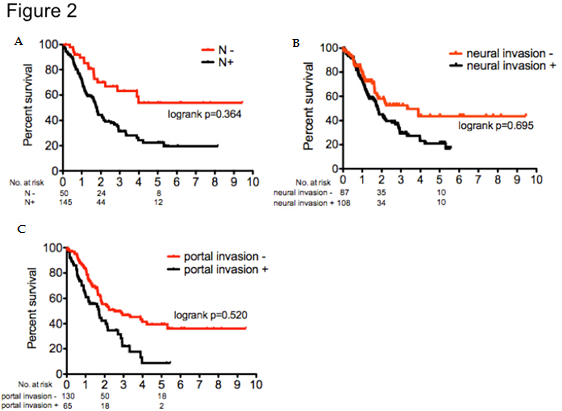 Figure 2
A
Percent survival
100
80
60
40
20
0
N -
N+
logrank p=0.364
0 1 2 3 4 5 6 7 8 9 10
No. at risk
N - 50 24 8
N+ 145 44 12
B
Percent survival
100
80
60
40
20
0
neural invasion -
neural invasion +
logrank p=0.695
0 1 2 3 4 5 6 7 8 9 10
No. at risk
neural invasion - 87 35 10
neural invasion + 108 34 10
C
Percent survival
100
80
60
40
20
0
portal invasion -
portal invasion +
logrank p=0.520
0 1 2 3 4 5 6 7 8 9 10
No. at risk
portal invasion - 130 50 18
portal invasion + 65 18 2